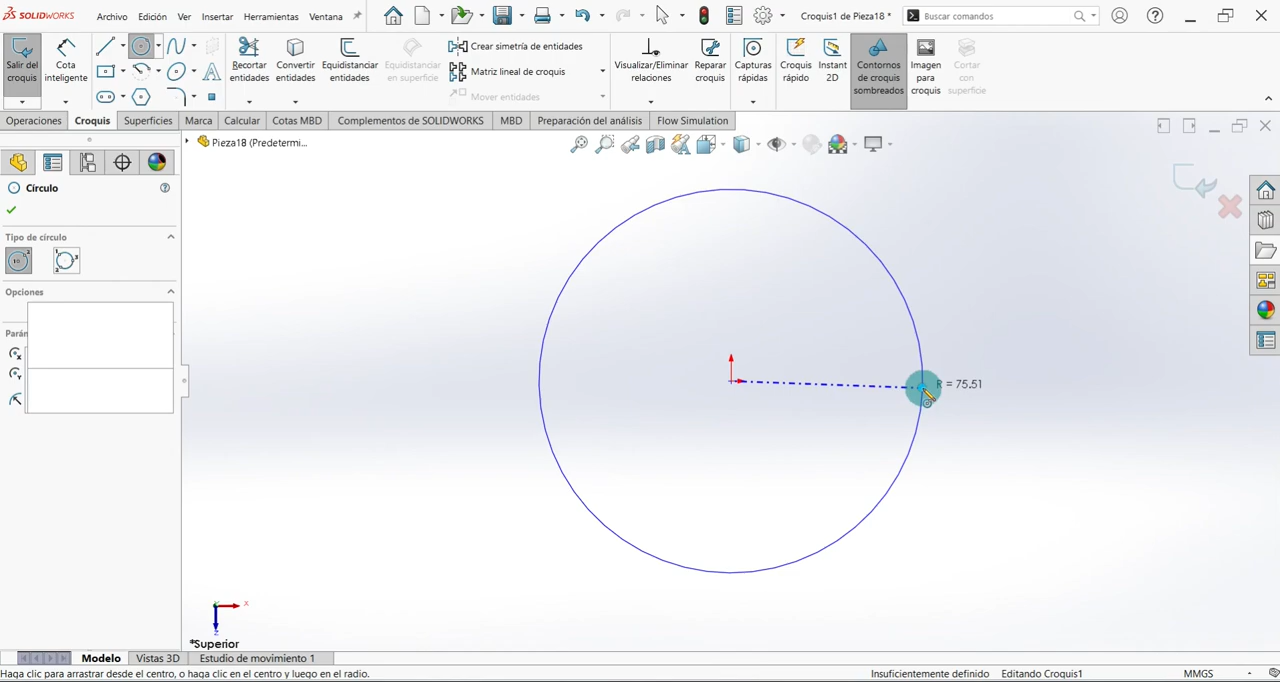 SOLIDWORKS
Archivo Edición Ver Insertar Herramientas Ventana
Croquis1 de Pieza18 *
Buscar comandos
Salir del croquis
Cota inteligente
Recortar entidades
Convertir entidades
Equidistanciar entidades
Equidistanciar en superficie
Crear simetría de entidades
Matriz lineal de croquis
Mover entidades
Visualizar/Eliminar relaciones
Reparar croquis
Capturas rápidas
Croquis rápido
Instant 2D
Contornos de croquis sombreados
Imagen para croquis
Cortar con superficie
Operaciones Croquis Superficies Marca Calcular Cotas MBD Complementos de SOLIDWORKS MBD Preparación del análisis Flow Simulation
Pieza18 (Predetermi...
Círculo
Tipo de círculo
Opciones
Parán
R = 75.51
X
Z
*Superior
Modelo Vistas 3D Estudio de movimiento 1
Haga clic para arrastrar desde el centro, o haga clic en el centro y luego en el radio.
Insuficientemente definido Editando Croquis1 MMGS